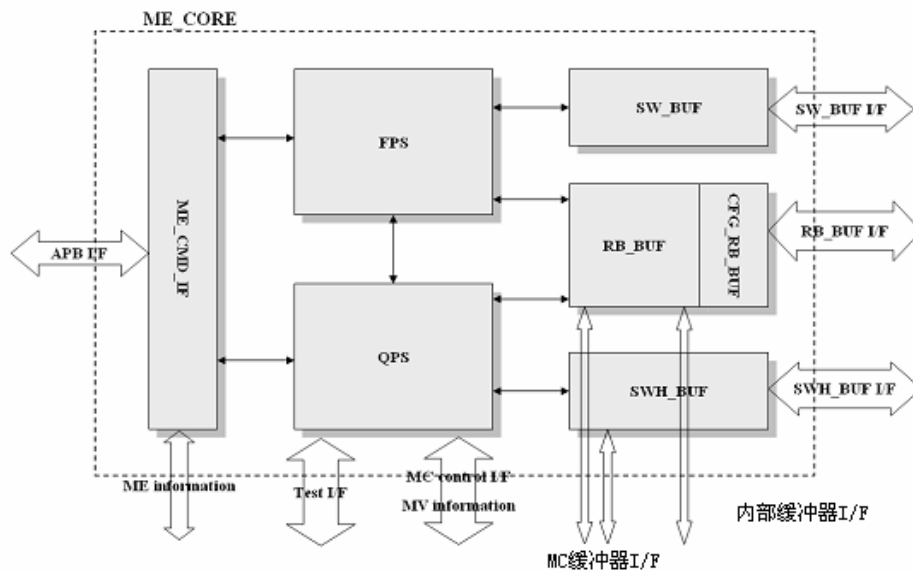 ME_CORE
SW_BUF
SW_BUF I/F
FPS
ME_CMD_IF
CFG_RB_BUF
RB_BUF
RB_BUF I/F
APB I/F
QPS
SWH_BUF
SWH_BUF I/F
ME information
Test I/F
MC control I/F
MV information
内部缓冲器I/F
MC缓冲器I/F